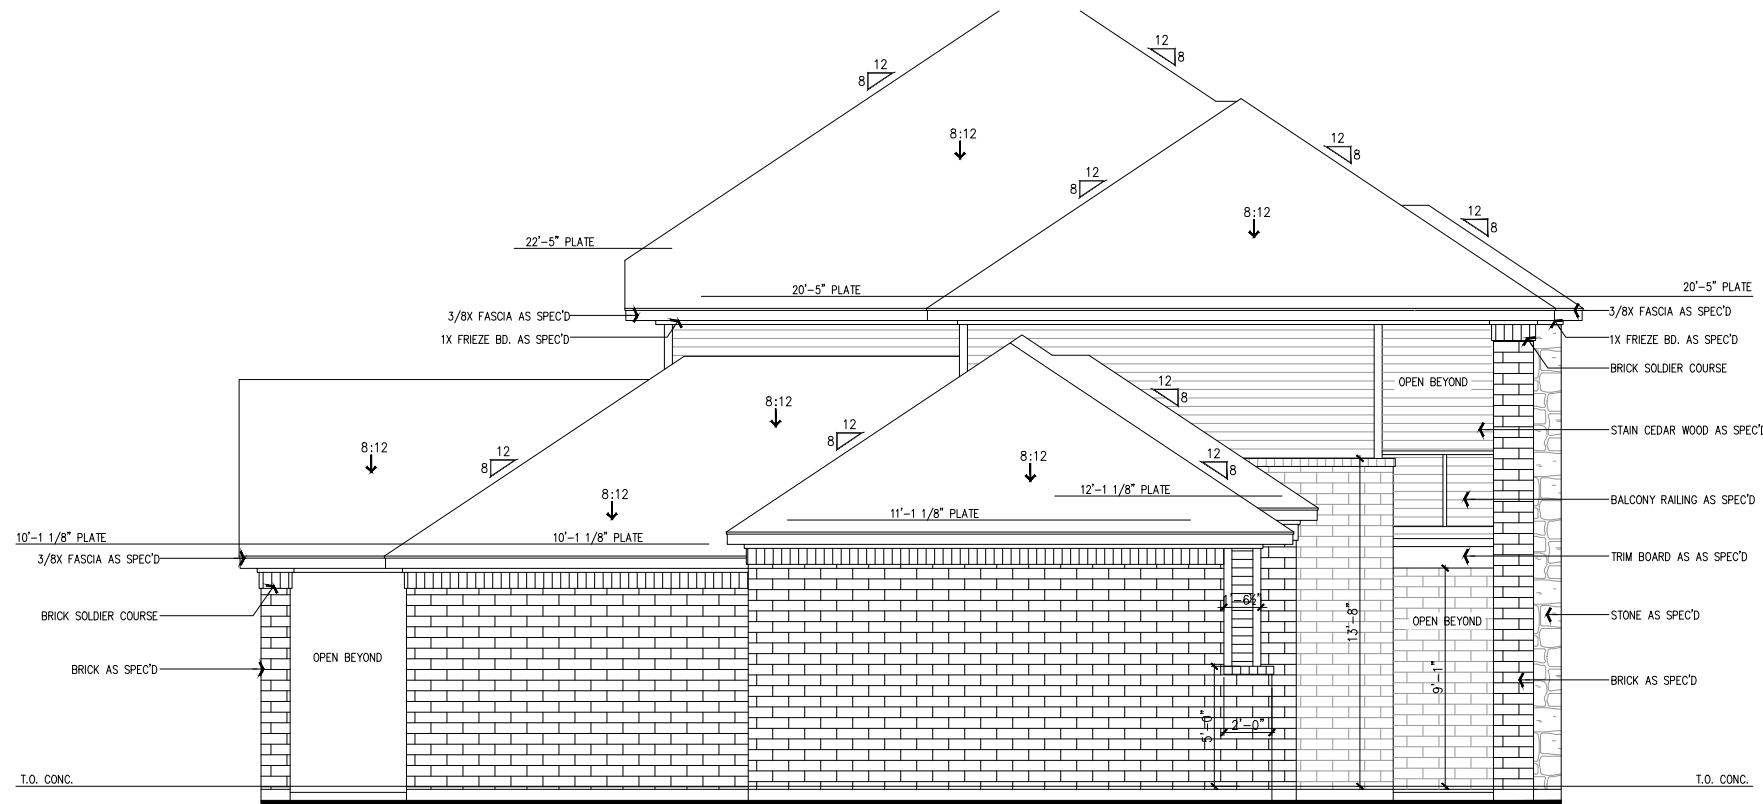 12
8
12
8
8:12
12
8
12
8
8:12
12
8
22'-5" PLATE
20'-5" PLATE
20'-5" PLATE
3/8X FASCIA AS SPEC'D
3/8X FASCIA AS SPEC'D
1X FRIEZE BD. AS SPEC'D
1X FRIEZE BD. AS SPEC'D
BRICK SOLDIER COURSE
OPEN BEYOND
12
8
8:12
12
8
STAIN CEDAR WOOD AS SPEC'D
8:12
12
8
8:12
12
8
8:12
12'-1 1/8" PLATE
BALCONY RAILING AS SPEC'D
11'-1 1/8" PLATE
10'-1 1/8" PLATE
10'-1 1/8" PLATE
3/8X FASCIA AS SPEC'D
TRIM BOARD AS AS SPEC'D
1'-6½"
BRICK SOLDIER COURSE
13'-8"
OPEN BEYOND
STONE AS SPEC'D
OPEN BEYOND
BRICK AS SPEC'D
9'-1"
BRICK AS SPEC'D
5'-0"
2'-0"
T.O. CONC.
T.O. CONC.